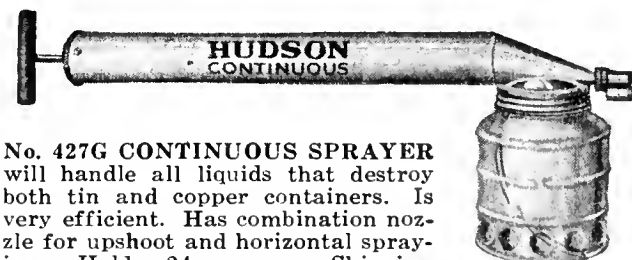 HUDSON
CONTINUOUS
No. 427G CONTINUOUS SPRAYER
will handle all liquids that destroy
both tin and copper containers. Is
very efficient. Has combination noz-
zle for upshoot and horizontal spray-